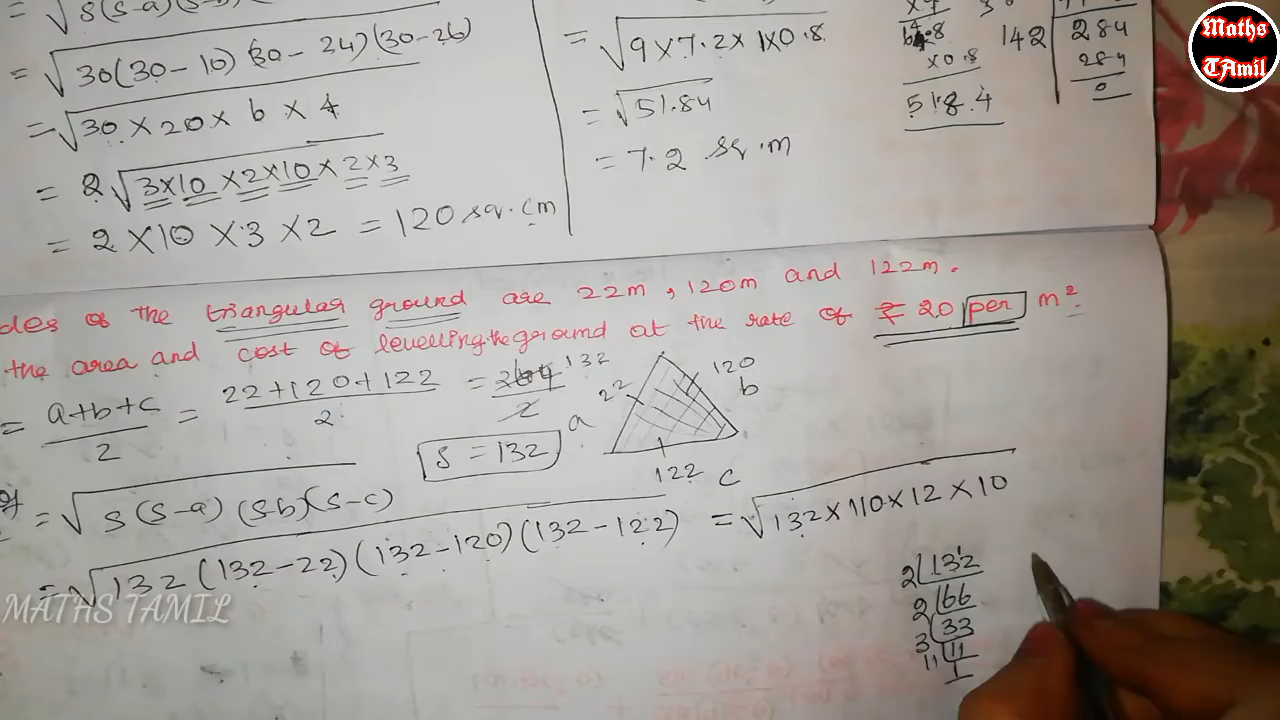 = √30(30-10)(30-24)(30-26)
= √30 × 20 × 6 × 4
= 2 √3×10 ×2×10× 2×3
= 2 ×10 ×3 ×2 = 120 sq.cm
= √9 × 7.2 × 1×0.8
= √51.84
= 7.2 sq.m
×0.8
518.4
142 284
284
0
Maths
TAmil
des of the triangular ground are 22m, 120m and 122m.
the area and cost of levelling the ground at the rate of ₹ 20 per m²
= a+b+c/2 = 22+120+122/2 = 264/2 132
s = 132
22 a
120 b
122 c
= √s(s-a)(s-b)(s-c)
= √132(132-22)(132-120)(132-122) = √132×110×12×10
2 132
2 66
3 33
11 11
1
MATHS TAMIL